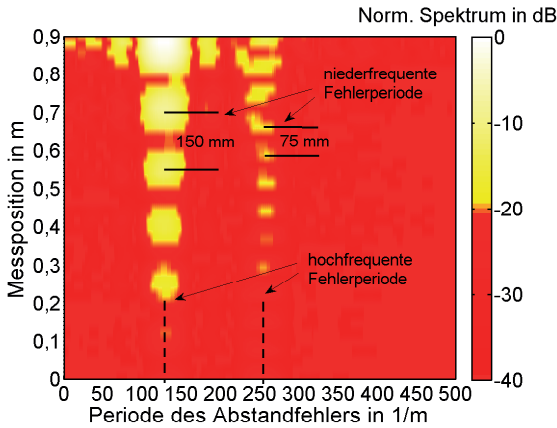 Norm. Spektrum in dB
0,9
0,8
0,7
0,6
0,5
0,4
0,3
0,2
0,1
0
Messposition in m
niederfrequente
Fehlerperiode
150 mm
75 mm
hochfrequente
Fehlerperiode
0
-10
-20
-30
-40
0 50 100 150 200 250 300 350 400 450 500
Periode des Abstandfehlers in 1/m